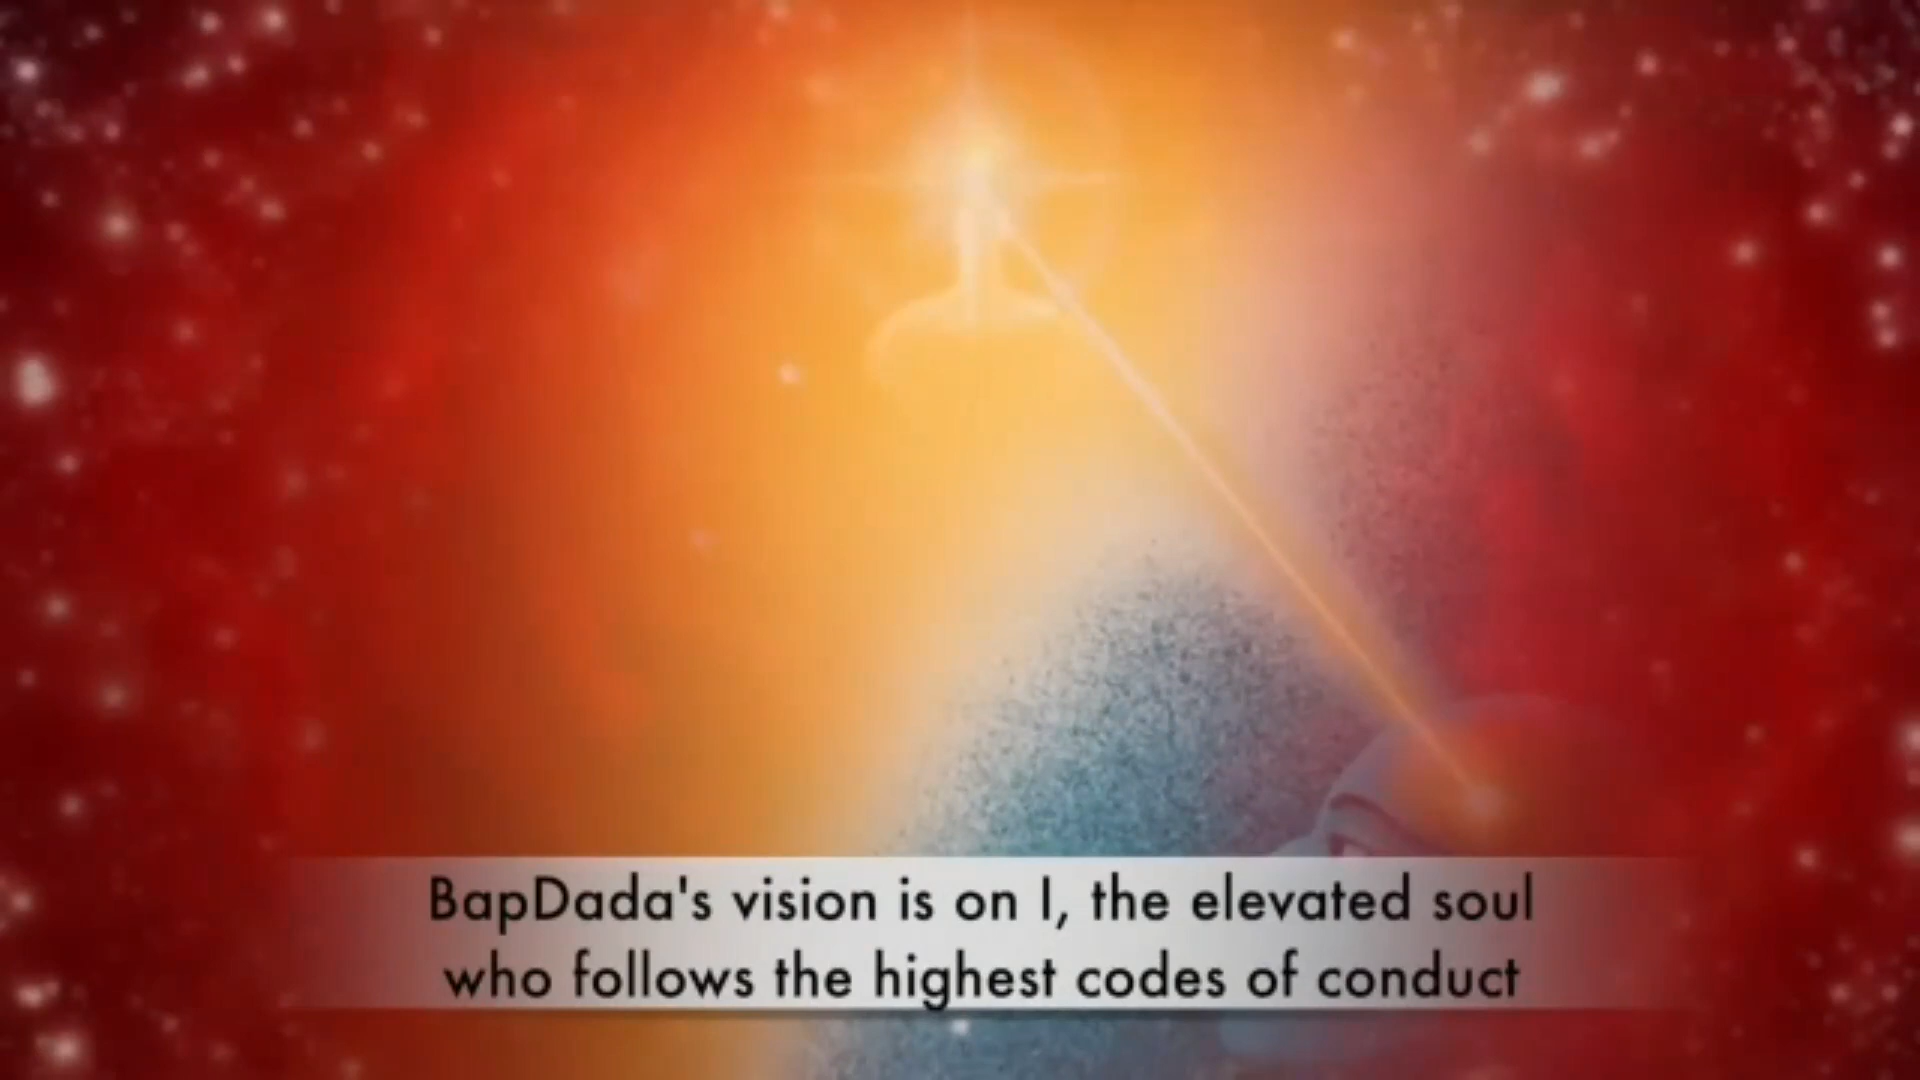 BapDada's vision is on I, the elevated soul
who follows the highest codes of conduct